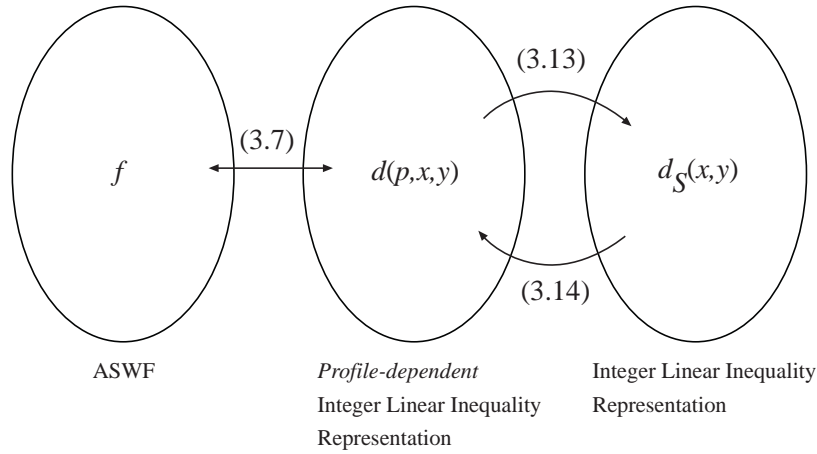 (3.13)
(3.7)
f
d(p,x,y)
d_S(x,y)
(3.14)
ASWF
Profile-dependent
Integer Linear Inequality
Representation
Integer Linear Inequality
Representation